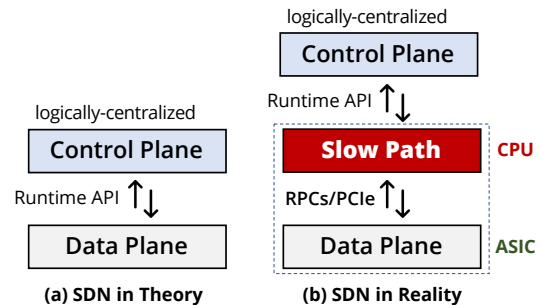 logically-centralized
Control Plane
Runtime API
Data Plane
(a) SDN in Theory
logically-centralized
Control Plane
Runtime API
Slow Path
CPU
RPCs/PCIe
Data Plane
ASIC
(b) SDN in Reality